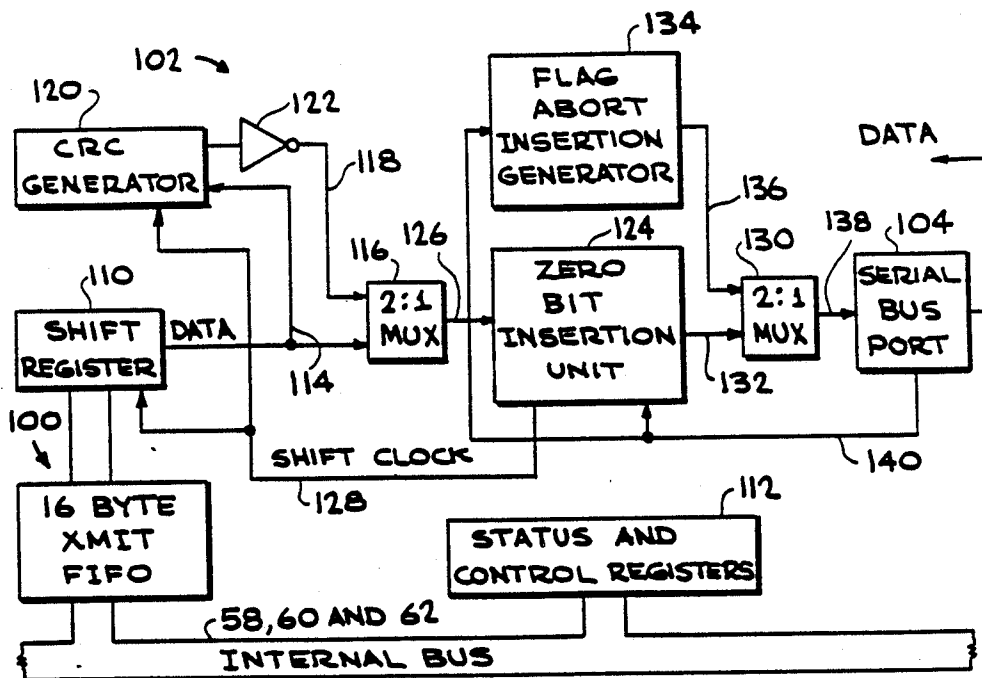 102
134
120
CRC
GENERATOR
122
118
FLAG
ABORT
INSERTION
GENERATOR
DATA
136
110
SHIFT
REGISTER
DATA
114
116
2:1
MUX
126
124
ZERO
BIT
INSERTION
UNIT
132
130
2:1
MUX
138
104
SERIAL
BUS
PORT
100
SHIFT CLOCK
128
140
16 BYTE
XMIT
FIFO
112
STATUS AND
CONTROL REGISTERS
58, 60 AND 62
INTERNAL BUS